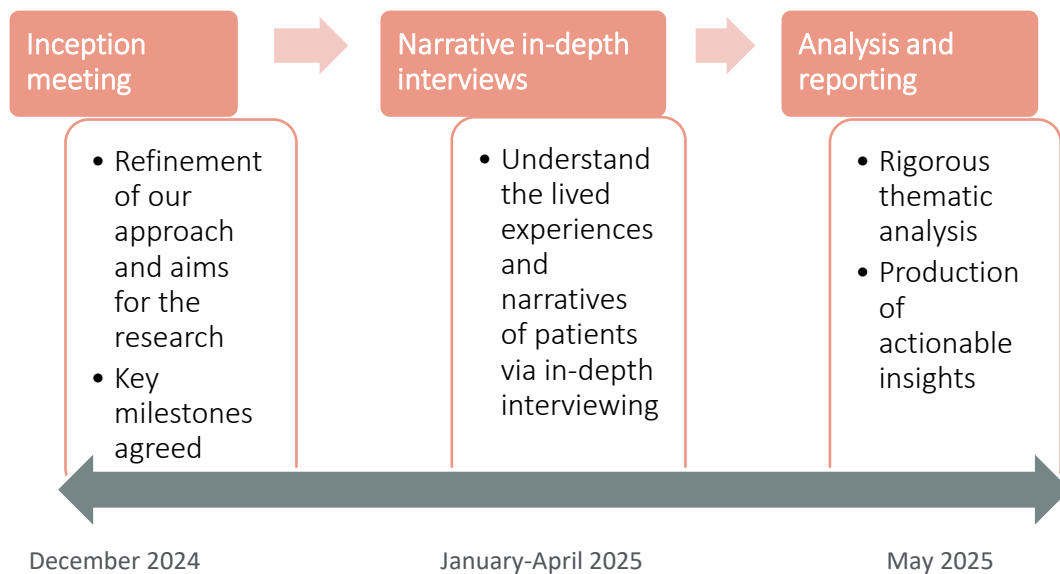 Inception
meeting
• Refinement
of our
approach
and aims
for the
research
• Key
milestones
agreed
Narrative in-depth
interviews
• Understand
the lived
experiences
and
narratives
of patients
via in-depth
interviewing
Analysis and
reporting
• Rigorous
thematic
analysis
• Production
of
actionable
insights
December 2024
January-April 2025
May 2025